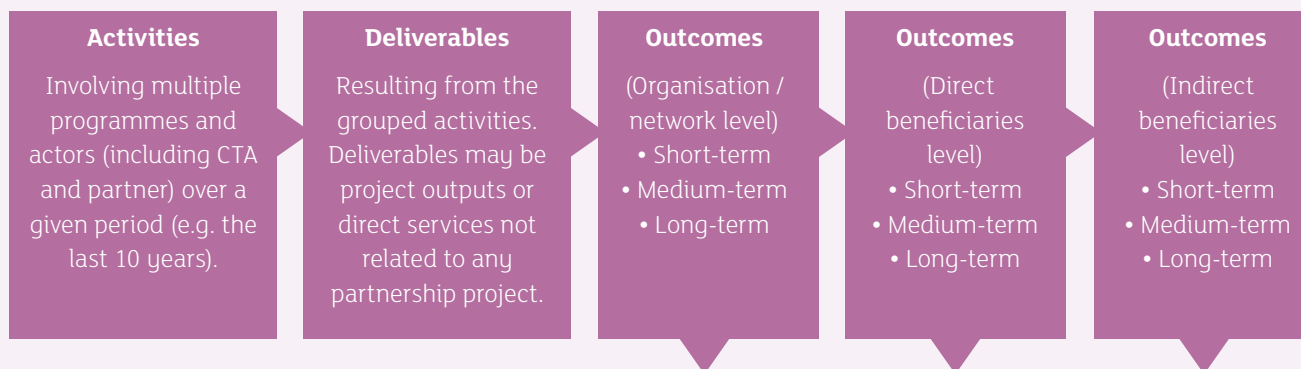 Activities
Involving multiple
programmes and
actors (including CTA
and partner) over a
given period (e.g. the
last 10 years).
Deliverables
Resulting from the
grouped activities.
Deliverables may be
project outputs or
direct services not
related to any
partnership project.
Outcomes
(Organisation /
network level)
• Short-term
• Medium-term
• Long-term
Outcomes
(Direct
beneficiaries
level)
• Short-term
• Medium-term
• Long-term
Outcomes
(Indirect
beneficiaries
level)
• Short-term
• Medium-term
• Long-term